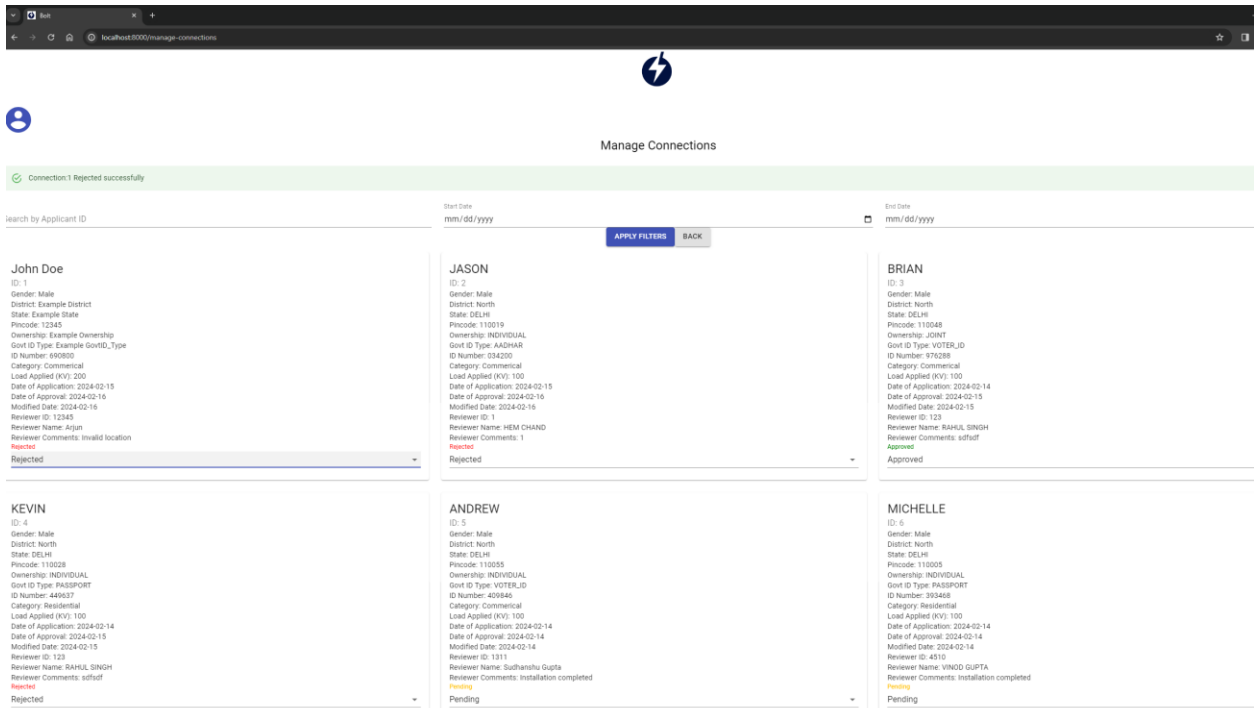 Bolt
localhost:8000/manage-connections
Manage Connections
Connection:1 Rejected successfully
Search by Applicant ID
Start Date
mm/dd/yyyy
End Date
mm/dd/yyyy
APPLY FILTERS
BACK
John Doe
ID: 1
Gender: Male
District: Example District
State: Example State
Pincode: 12345
Ownership: Example Ownership
Govt ID Type: Example GovtID_Type
ID Number: 690800
Category: Commerical
Load Applied (KV): 200
Date of Application: 2024-02-15
Date of Approval: 2024-02-16
Modified Date: 2024-02-16
Reviewer ID: 12345
Reviewer Name: Arjun
Reviewer Comments: Invalid location
Rejected
Rejected
JASON
ID: 2
Gender: Male
District: North
State: DELHI
Pincode: 110019
Ownership: INDIVIDUAL
Govt ID Type: AADHAR
ID Number: 034200
Category: Commerical
Load Applied (KV): 100
Date of Application: 2024-02-15
Date of Approval: 2024-02-16
Modified Date: 2024-02-16
Reviewer ID: 1
Reviewer Name: HEM CHAND
Reviewer Comments: 1
Rejected
Rejected
BRIAN
ID: 3
Gender: Male
District: North
State: DELHI
Pincode: 110048
Ownership: JOINT
Govt ID Type: VOTER_ID
ID Number: 976288
Category: Commerical
Load Applied (KV): 100
Date of Application: 2024-02-14
Date of Approval: 2024-02-15
Modified Date: 2024-02-15
Reviewer ID: 123
Reviewer Name: RAHUL SINGH
Reviewer Comments: sdfsdf
Approved
Approved
KEVIN
ID: 4
Gender: Male
District: North
State: DELHI
Pincode: 110028
Ownership: INDIVIDUAL
Govt ID Type: PASSPORT
ID Number: 449637
Category: Residential
Load Applied (KV): 100
Date of Application: 2024-02-14
Date of Approval: 2024-02-15
Modified Date: 2024-02-15
Reviewer ID: 123
Reviewer Name: RAHUL SINGH
Reviewer Comments: sdfsdf
Rejected
Rejected
ANDREW
ID: 5
Gender: Male
District: North
State: DELHI
Pincode: 110055
Ownership: INDIVIDUAL
Govt ID Type: VOTER_ID
ID Number: 409846
Category: Commerical
Load Applied (KV): 100
Date of Application: 2024-02-14
Date of Approval: 2024-02-14
Modified Date: 2024-02-14
Reviewer ID: 1311
Reviewer Name: Sudhanshu Gupta
Reviewer Comments: Installation completed
Pending
Pending
MICHELLE
ID: 6
Gender: Male
District: North
State: DELHI
Pincode: 110005
Ownership: INDIVIDUAL
Govt ID Type: PASSPORT
ID Number: 393468
Category: Residential
Load Applied (KV): 100
Date of Application: 2024-02-14
Date of Approval: 2024-02-14
Modified Date: 2024-02-14
Reviewer ID: 4510
Reviewer Name: VINOD GUPTA
Reviewer Comments: Installation completed
Pending
Pending